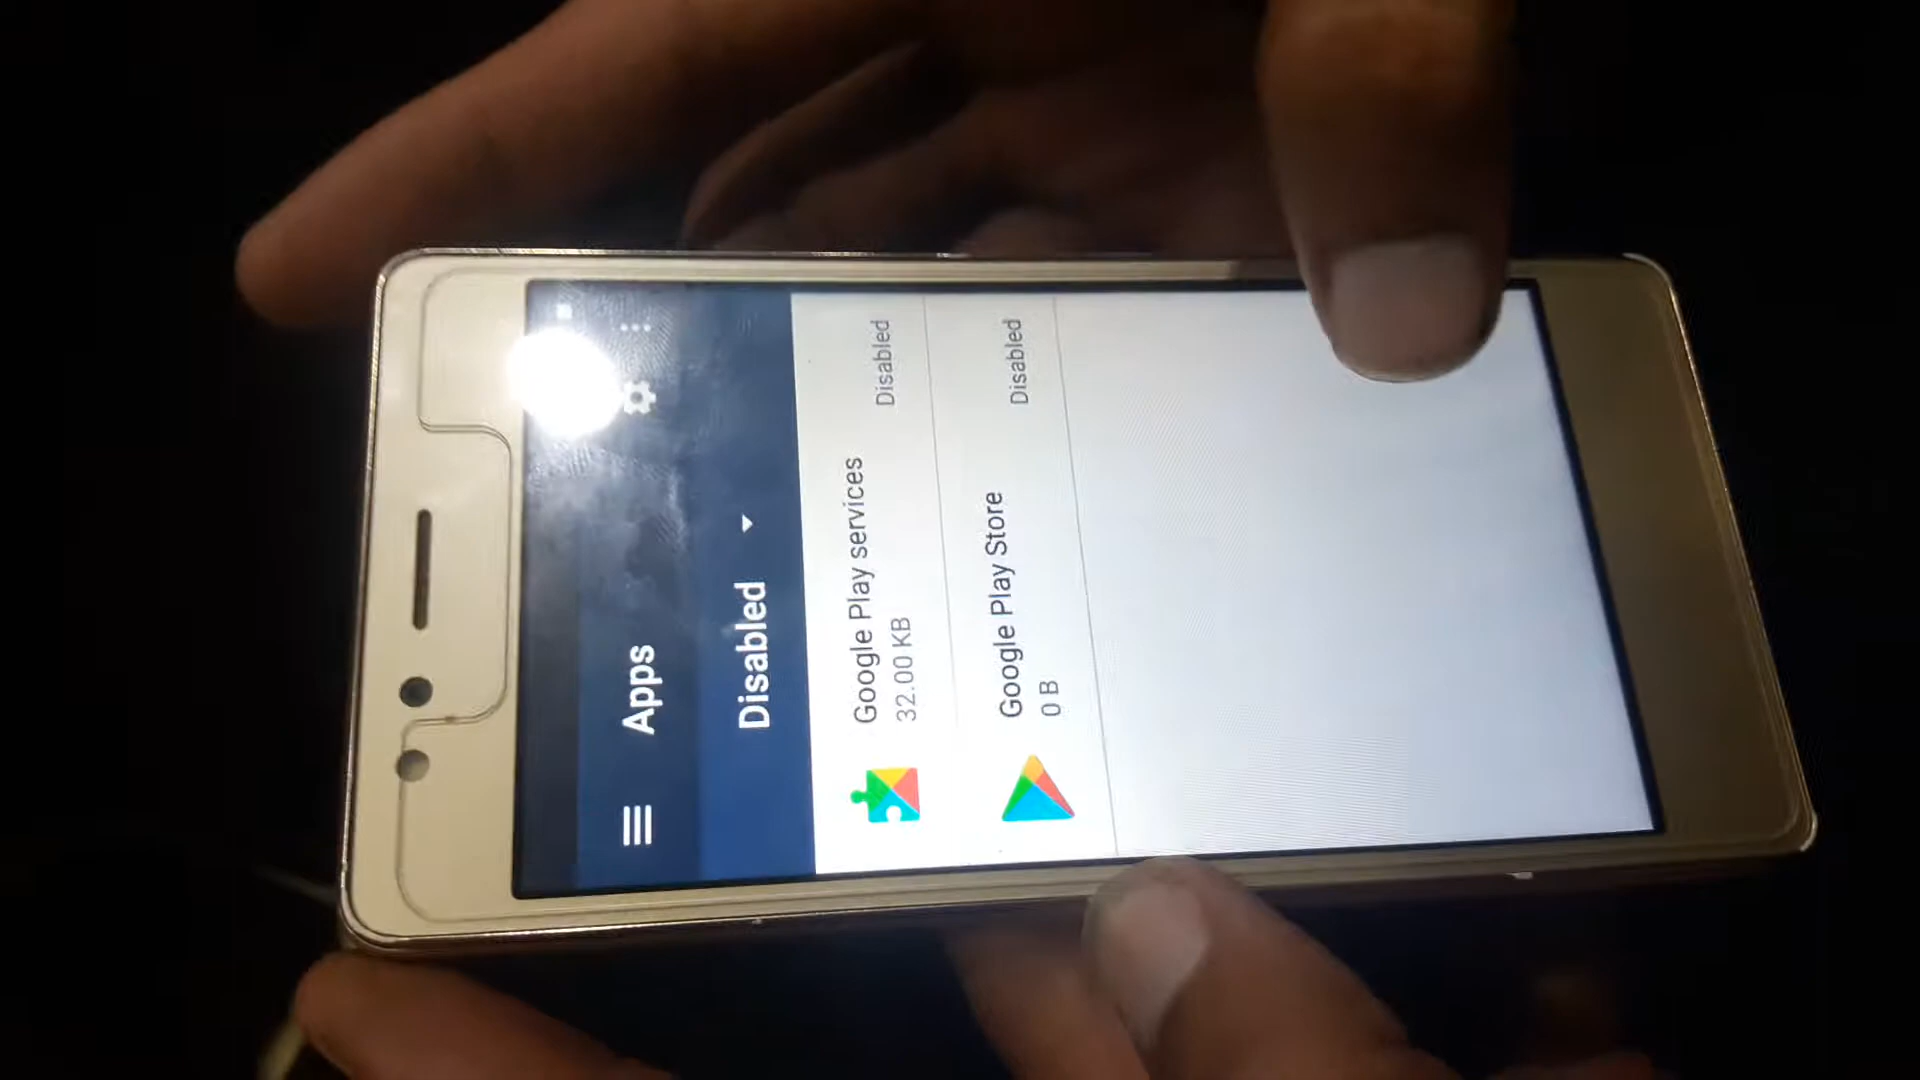 Apps
Disabled
Google Play services
32.00 KB
Disabled
Google Play Store
0 B
Disabled